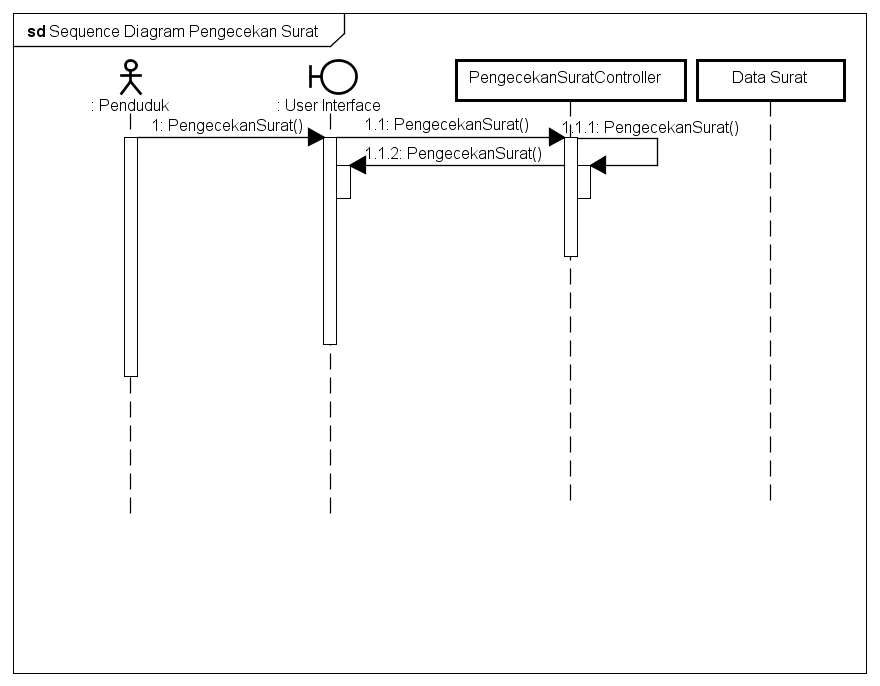 sd Sequence Diagram Pengecekan Surat
PengecekanSuratController
Data Surat
: Penduduk
: User Interface
1: PengecekanSurat()
1.1: PengecekanSurat()
1.1.1: PengecekanSurat()
1.1.2: PengecekanSurat()